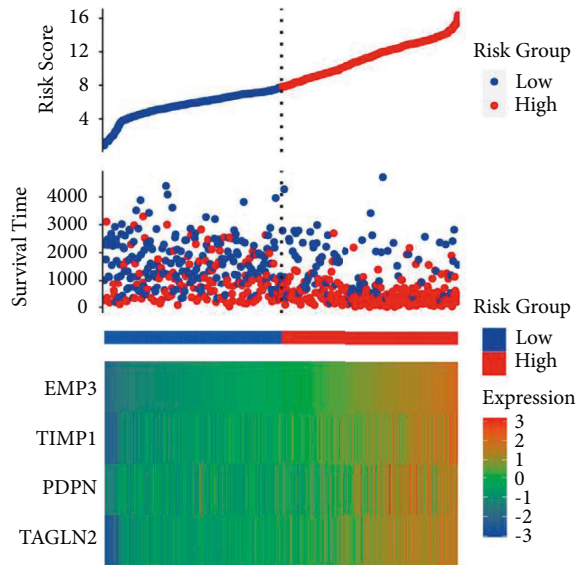 Risk Score
16
12
8
4
Risk Group
Low
High
Survival Time
4000
3000
2000
1000
0
Risk Group
Low
High
EMP3
TIMP1
PDPN
TAGLN2
Expression
3
2
1
0
-1
-2
-3